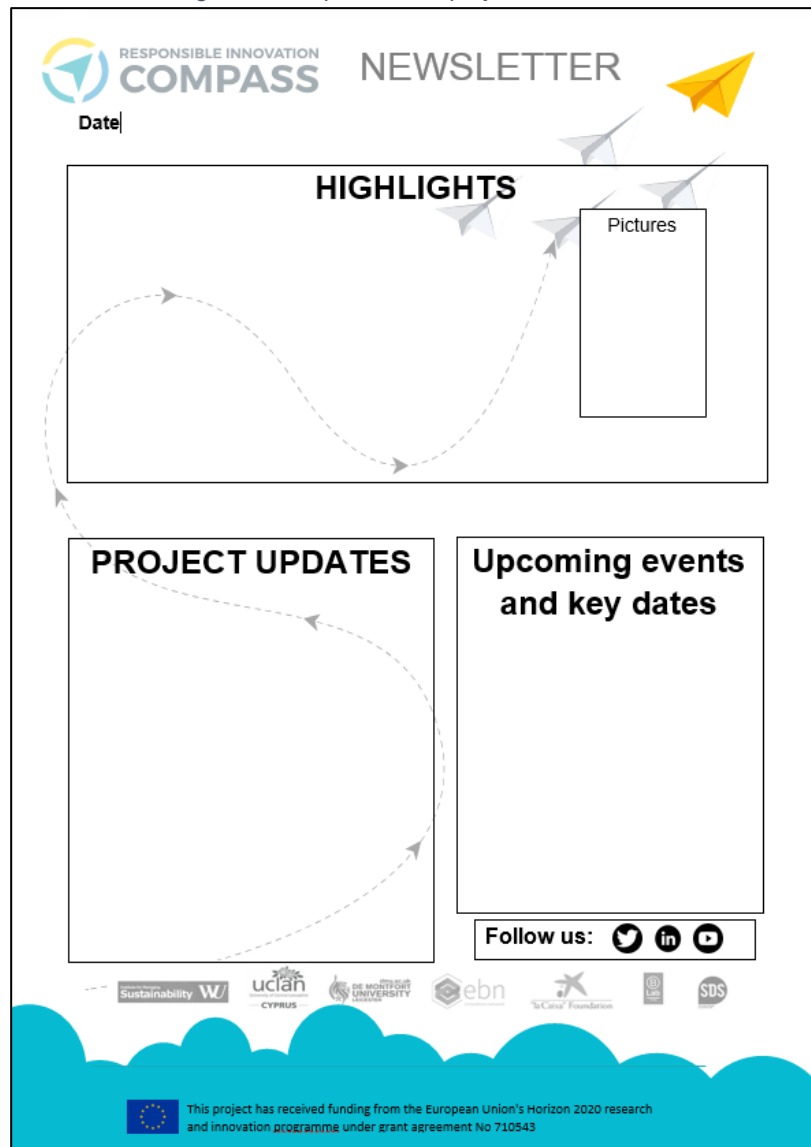 RESPONSIBLE INNOVATION
COMPASS
NEWSLETTER
Date
HIGHLIGHTS
Pictures
PROJECT UPDATES
Upcoming events
and key dates
Follow us:
Sustainability WU
uclan
CYPRUS
DE MONTFORT
UNIVERSITY
LEICESTER
ebn
"la Caixa" Foundation
B
Lab
SDS
This project has received funding from the European Union's Horizon 2020 research
and innovation programme under grant agreement No 710543